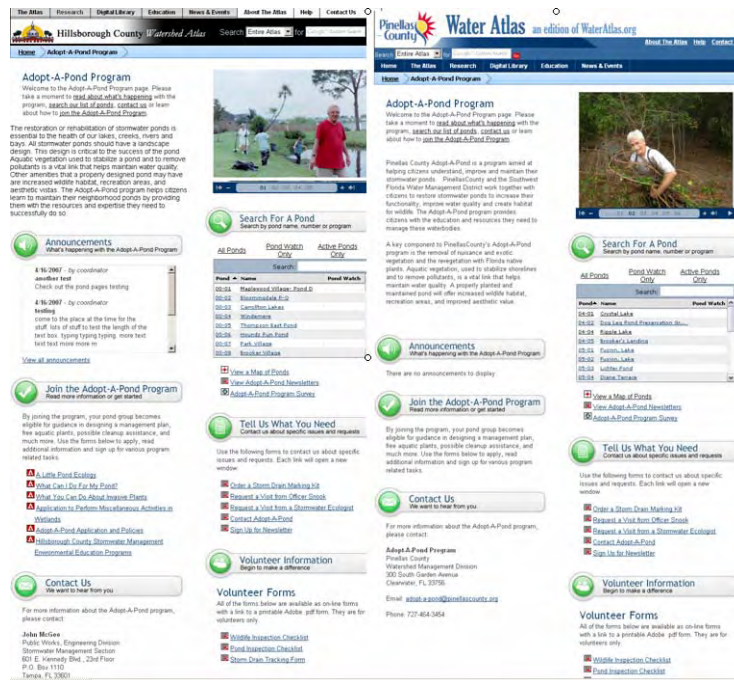 The Atlas Research Digital Library Education News & Events About The Atlas Help Contact Us
Hillsborough County Watershed Atlas Search Entire Atlas for
Home Adopt-A-Pond Program
Adopt-A-Pond Program
Welcome to the Adopt-A-Pond Program page. Please
take a moment to read about what's happening with the
program, search our list of ponds, contact us or learn
about how to join the Adopt-A-Pond Program.
The restoration or rehabilitation of stormwater ponds is
essential to the health of our lakes, creeks, rivers and
bays. All stormwater ponds should have a landscape
design. This design is critical to the success of the pond.
Aquatic vegetation used to stabilize a pond and to remove
pollutants is a vital link that helps maintain water quality.
Other amenities that a properly designed pond may have
are increased wildlife habitat, recreation areas, and
aesthetic vistas. The Adopt-A-Pond program helps citizens
learn to maintain their neighborhood ponds by providing
them with the resources and expertise they need to
successfully do so.
Announcements
What's happening with the Adopt-A-Pond Program
4/16/2007 - by coordinator
another test
Check out the pond pages testing
4/16/2007 - by coordinator
testing
come to the place at the time for the
stuff. lots of stuff to test the length of the
text box. typing typing typing. more text
text text more more m
View all announcements
Join the Adopt-A-Pond Program
Read more information or get started
By joining the program, your pond group becomes
eligible for guidance in designing a management plan,
free aquatic plants, possible cleanup assistance, and
much more. Use the forms below to apply, read
additional information and sign up for various program
related tasks.
A Little Pond Ecology
What Can I Do For My Pond?
What You Can Do About Invasive Plants
Application to Perform Miscellaneous Activities in
Wetlands
Adopt-A-Pond Application and Policies
Hillsborough County Stormwater Management
Environmental Education Programs
Contact Us
We want to hear from you
For more information about the Adopt-A-Pond program,
please contact:
John McGee
Public Works, Engineering Division
Stormwater Management Section
601 E. Kennedy Blvd., 23rd Floor
P.O. Box 1110
Tampa, FL 33601
Search For A Pond
Search by pond name, number or program
All Ponds Pond Watch Only Active Ponds Only
Search:
Pond Name Pond Watch
00-01 Maplewood Village- Pond D
00-02 Bloomingdale P-D
00-03 Carrollton Lakes
00-04 Windemere
00-05 Thompson East Pond
00-06 Hounds Run Pond
00-07 Park Village
00-08 Brooker Village
View a Map of Ponds
View Adopt-A-Pond Newsletters
Adopt-A-Pond Program Survey
Tell Us What You Need
Contact us about specific issues and requests
Use the following forms to contact us about specific
issues and requests. Each link will open a new
window.
Order a Storm Drain Marking Kit
Request a Visit from Officer Snook
Request a Visit from a Stormwater Ecologist
Contact Adopt-A-Pond
Sign Up for Newsletter
Volunteer Information
Begin to make a difference
Volunteer Forms
All of the forms below are available as on-line forms
with a link to a printable Adobe .pdf form. They are for
volunteers only.
Wildlife Inspection Checklist
Pond Inspection Checklist
Storm Drain Tracking Form
Pinellas County Water Atlas an edition of WaterAtlas.org
About The Atlas Help Contact
Search Entire Atlas for
Home The Atlas Research Digital Library Education News & Events
Home Adopt-A-Pond Program
Adopt-A-Pond Program
Welcome to the Adopt-A-Pond Program page. Please
take a moment to read about what's happening with the
program, search our list of ponds, contact us or learn
about how to join the Adopt-A-Pond Program.
Pinellas County Adopt-A-Pond is a program aimed at
helping citizens understand, improve and maintain their
stormwater ponds. PinellasCounty and the Southwest
Florida Water Management District work together with
citizens to restore stormwater ponds to increase their
functionality, improve water quality and create habitat
for wildlife. The Adopt-A-Pond program provides
citizens with the education and resources they need to
manage these waterbodies.
A key component to PinellasCounty's Adopt-A-Pond
program is the removal of nuisance and exotic
vegetation and the revegetation with Florida native
plants. Aquatic vegetation, used to stabilize shorelines
and to remove pollutants, is a vital link that helps
maintain water quality. A properly planted and
maintained pond will offer increased wildlife habitat,
recreation areas, and improved aesthetic value.
Announcements
What's happening with the Adopt-A-Pond Program
There are no announcements to display.
Join the Adopt-A-Pond Program
Read more information or get started
By joining the program, your pond group becomes
eligible for guidance in designing a management plan,
free aquatic plants, possible cleanup assistance, and
much more. Use the forms below to apply, read
additional information and sign up for various program
related tasks.
Contact Us
We want to hear from you
For more information about the Adopt-A-Pond program,
please contact:
Adopt-A-Pond Program
Pinellas County
Watershed Management Division
300 South Garden Avenue
Clearwater, FL 33756
Email: adopt-a-pond@pinellascounty.org
Phone: 727-464-3454
Search For A Pond
Search by pond name, number or program
All Ponds Pond Watch Only Active Ponds Only
Search:
Pond Name Pond Watch
04-01 Crystal Lake
04-02 Dog Leg Pond Preservation
04-04 Ripple Lake
05-01 Brooker's Landing
05-02
05-03
Diane Terrace
View a Map of Ponds
View Adopt-A-Pond Newsletters
Adopt-A-Pond Program Survey
Tell Us What You Need
Contact us about specific issues and requests
Use the following forms to contact us about specific
issues and requests. Each link will open a new
window.
Order a Storm Drain Marking Kit
Request a Visit from Officer Snook
Request a Visit from a Stormwater Ecologist
Contact Adopt-A-Pond
Sign Up for Newsletter
Volunteer Information
Begin to make a difference
Volunteer Forms
All of the forms below are available as on-line forms
with a link to a printable Adobe .pdf form. They are for
volunteers only.
Wildlife Inspection Checklist
Pond Inspection Checklist